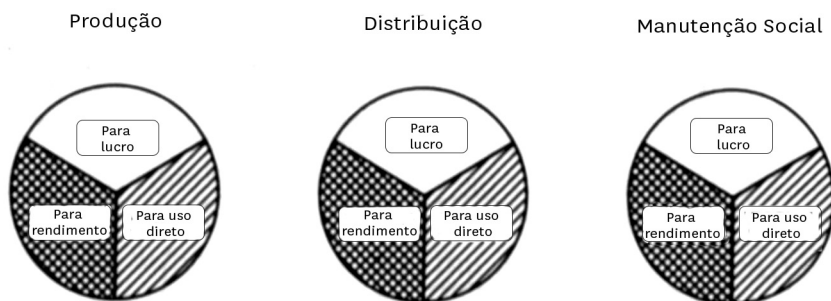 Produção
Distribuição
Manutenção Social
Para
lucro
Para
rendimento
Para uso
direto
Para
lucro
Para
rendimento
Para uso
direto
Para
lucro
Para
rendimento
Para uso
direto